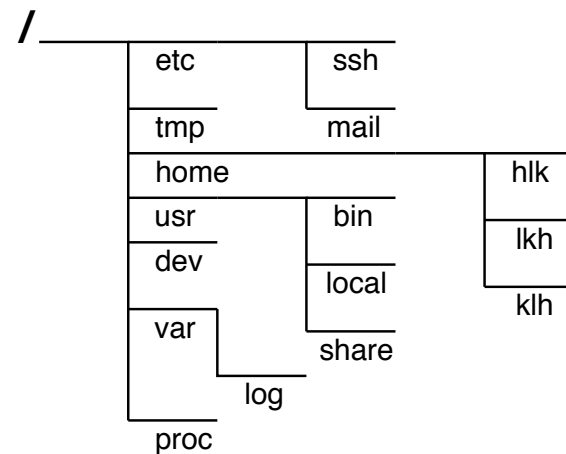 /
etc ssh
tmp mail
home hlk
usr bin lkh
dev local klh
var share
log
proc